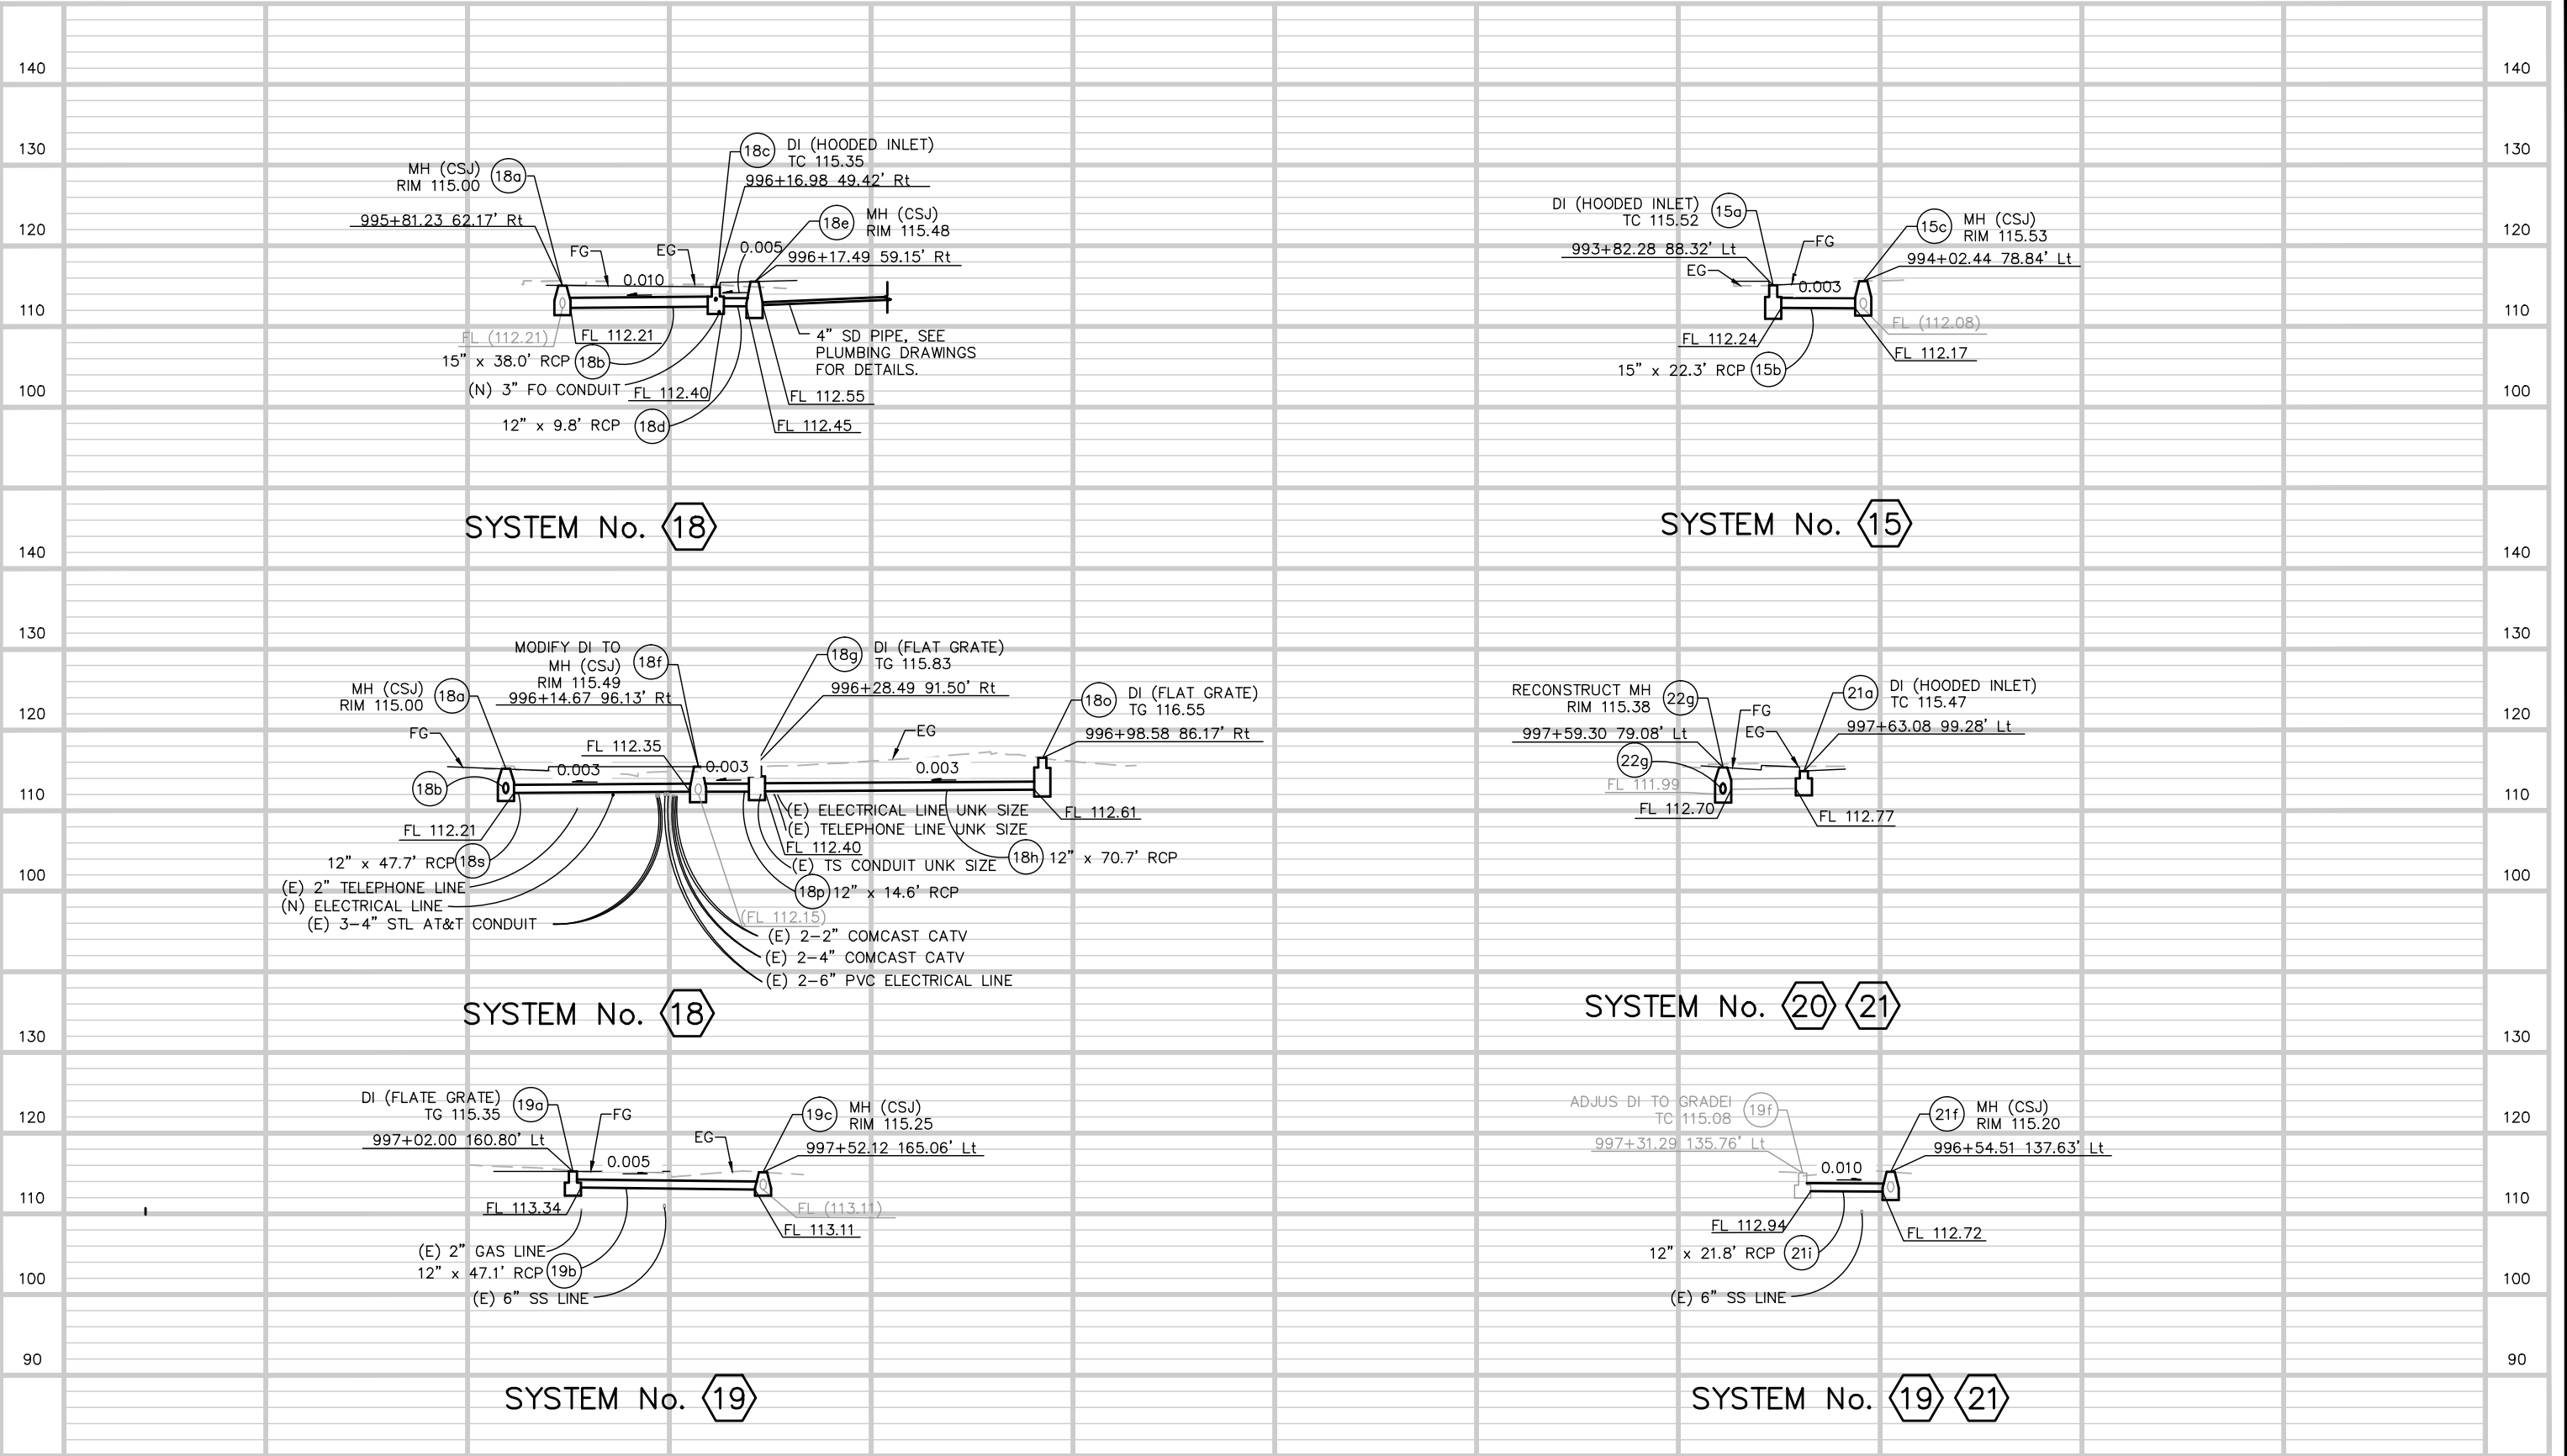 140
140
130
130
120
120
110
110
100
100
18c
DI (HOODED INLET)
TC 115.35
996+16.98 49.42' Rt
MH (CSJ)
RIM 115.00
18a
995+81.23 62.17' Rt
18e
MH (CSJ)
RIM 115.48
996+17.49 59.15' Rt
FG
EG
0.005
0.010
FL (112.21)
FL 112.21
15" x 38.0' RCP
18b
(N) 3" FO CONDUIT
FL 112.40
12" x 9.8' RCP
18d
4" SD PIPE, SEE
PLUMBING DRAWINGS
FOR DETAILS.
FL 112.55
FL 112.45
SYSTEM No. 18
DI (HOODED INLET)
TC 115.52
15a
993+82.28 88.32' Lt
EG
FG
15c
MH (CSJ)
RIM 115.53
994+02.44 78.84' Lt
0.003
FL (112.08)
FL 112.24
FL 112.17
15" x 22.3' RCP
15b
SYSTEM No. 15
140
140
130
130
120
120
110
110
100
100
MODIFY DI TO
MH (CSJ)
RIM 115.49
18f
996+14.67 96.13' Rt
18g
DI (FLAT GRATE)
TG 115.83
996+28.49 91.50' Rt
MH (CSJ)
RIM 115.00
18a
18o
DI (FLAT GRATE)
TG 116.55
996+98.58 86.17' Rt
FG
FL 112.35
EG
0.003
0.003
0.003
18b
FL 112.21
12" x 47.7' RCP
18s
(E) 2" TELEPHONE LINE
(N) ELECTRICAL LINE
(E) 3-4" STL AT&T CONDUIT
(E) ELECTRICAL LINE UNK SIZE
(E) TELEPHONE LINE UNK SIZE
FL 112.40
(E) TS CONDUIT UNK SIZE
18p
12" x 14.6' RCP
(FL 112.15)
(E) 2-2" COMCAST CATV
(E) 2-4" COMCAST CATV
(E) 2-6" PVC ELECTRICAL LINE
FL 112.61
18h
12" x 70.7' RCP
SYSTEM No. 18
RECONSTRUCT MH
RIM 115.38
22g
997+59.30 79.08' Lt
22g
FL 111.99
FL 112.70
FG
EG
21a
DI (HOODED INLET)
TC 115.47
997+63.08 99.28' Lt
FL 112.77
SYSTEM No. 20 21
130
130
120
120
110
110
100
100
90
90
DI (FLATE GRATE)
TG 115.35
19a
997+02.00 160.80' Lt
FG
EG
19c
MH (CSJ)
RIM 115.25
997+52.12 165.06' Lt
0.005
FL 113.34
FL (113.11)
FL 113.11
(E) 2" GAS LINE
12" x 47.1' RCP
19b
(E) 6" SS LINE
SYSTEM No. 19
ADJUS DI TO GRADEI
TC 115.08
19f
997+31.29 135.76' Lt
21f
MH (CSJ)
RIM 115.20
996+54.51 137.63' Lt
0.010
FL 112.94
FL 112.72
12" x 21.8' RCP
21i
(E) 6" SS LINE
SYSTEM No. 19 21